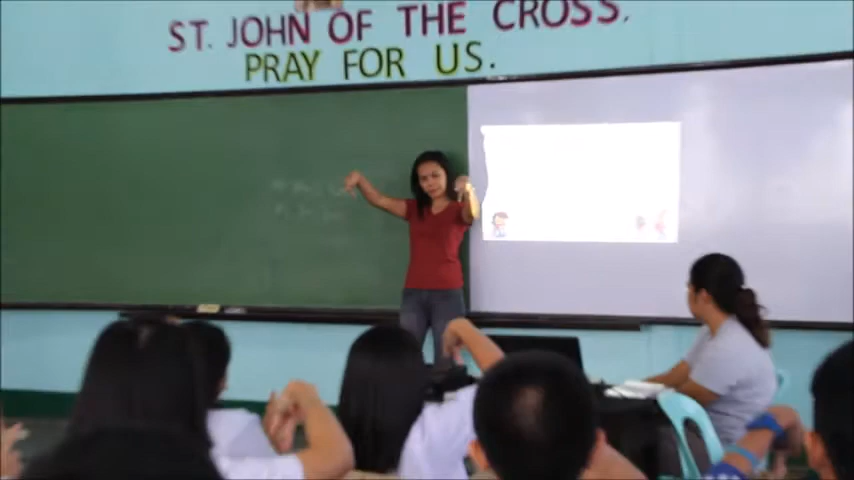 ST. JOHN OF THE CROSS,
PRAY FOR US.